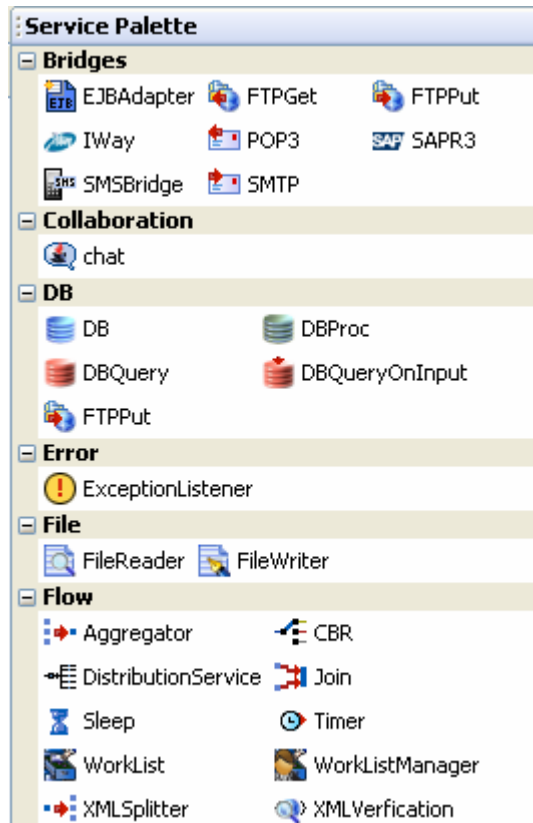 Service Palette
Bridges
EJBAdapter FTPGet FTPPut
IWay POP3 SAPR3
SMSBridge SMTP
Collaboration
chat
DB
DB DBProc
DBQuery DBQueryOnInput
FTPPut
Error
ExceptionListener
File
FileReader FileWriter
Flow
Aggregator CBR
DistributionService Join
Sleep Timer
WorkList WorkListManager
XMLSplitter XMLVerfication